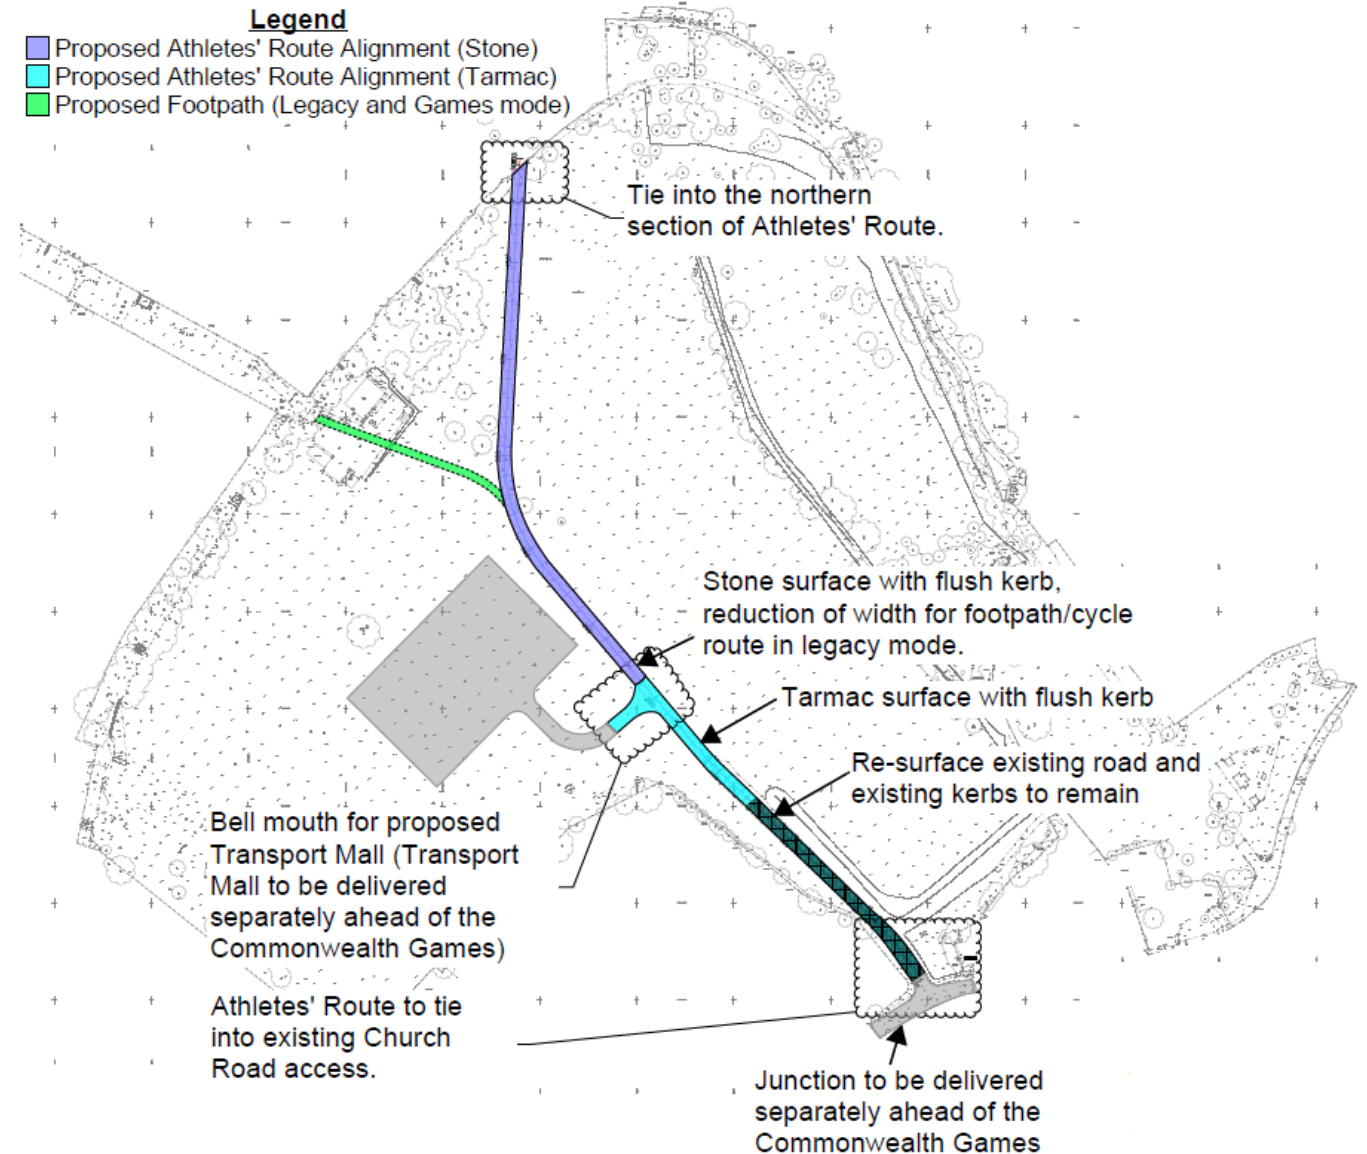 Legend
Proposed Athletes' Route Alignment (Stone)
Proposed Athletes' Route Alignment (Tarmac)
Proposed Footpath (Legacy and Games mode)
Tie into the northern
section of Athletes' Route.
Stone surface with flush kerb,
reduction of width for footpath/cycle
route in legacy mode.
Tarmac surface with flush kerb
Re-surface existing road and
existing kerbs to remain
Bell mouth for proposed
Transport Mall (Transport
Mall to be delivered
separately ahead of the
Commonwealth Games)
Athletes' Route to tie
into existing Church
Road access.
Junction to be delivered
separately ahead of the
Commonwealth Games